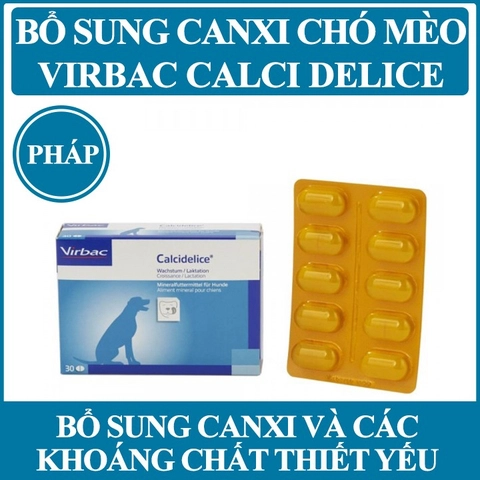 BỔ SUNG CANXI CHÓ MÈO
VIRBAC CALCI DELICE
PHÁP
Virbac
Calcidelice®
Wachstum / Laktation
Croissance / Lactation
Mineralfuttermittel für Hunde
Aliment minéral pour chiens
30
BỔ SUNG CANXI VÀ CÁC
KHOÁNG CHẤT THIẾT YẾU